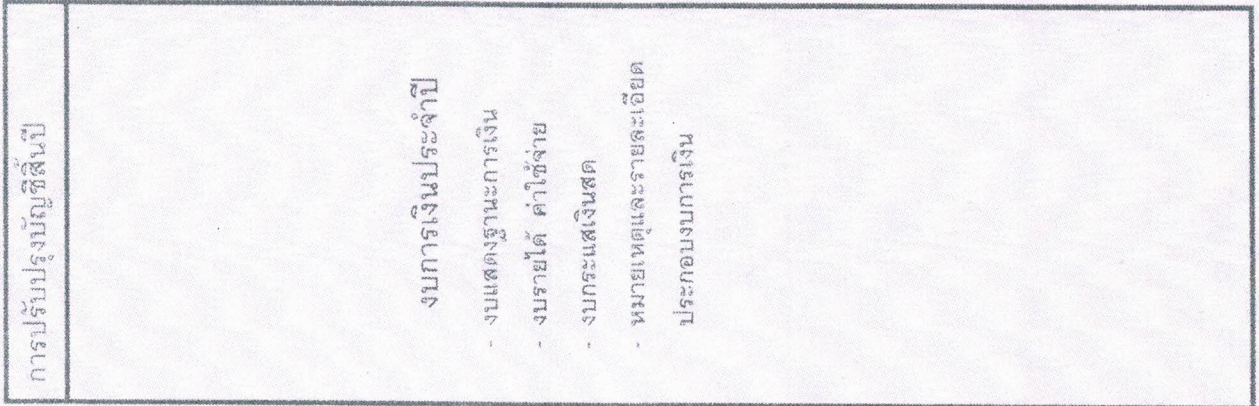 การปรับปรุงบัญชีสิ้นปี
งบการเงินประจำปี
- งบแสดงฐานะการเงิน
- งบรายได้ ค่าใช้จ่าย
- งบกระแสเงินสด
- หมายเหตุและรายละเอียด
ประกอบงบการเงิน